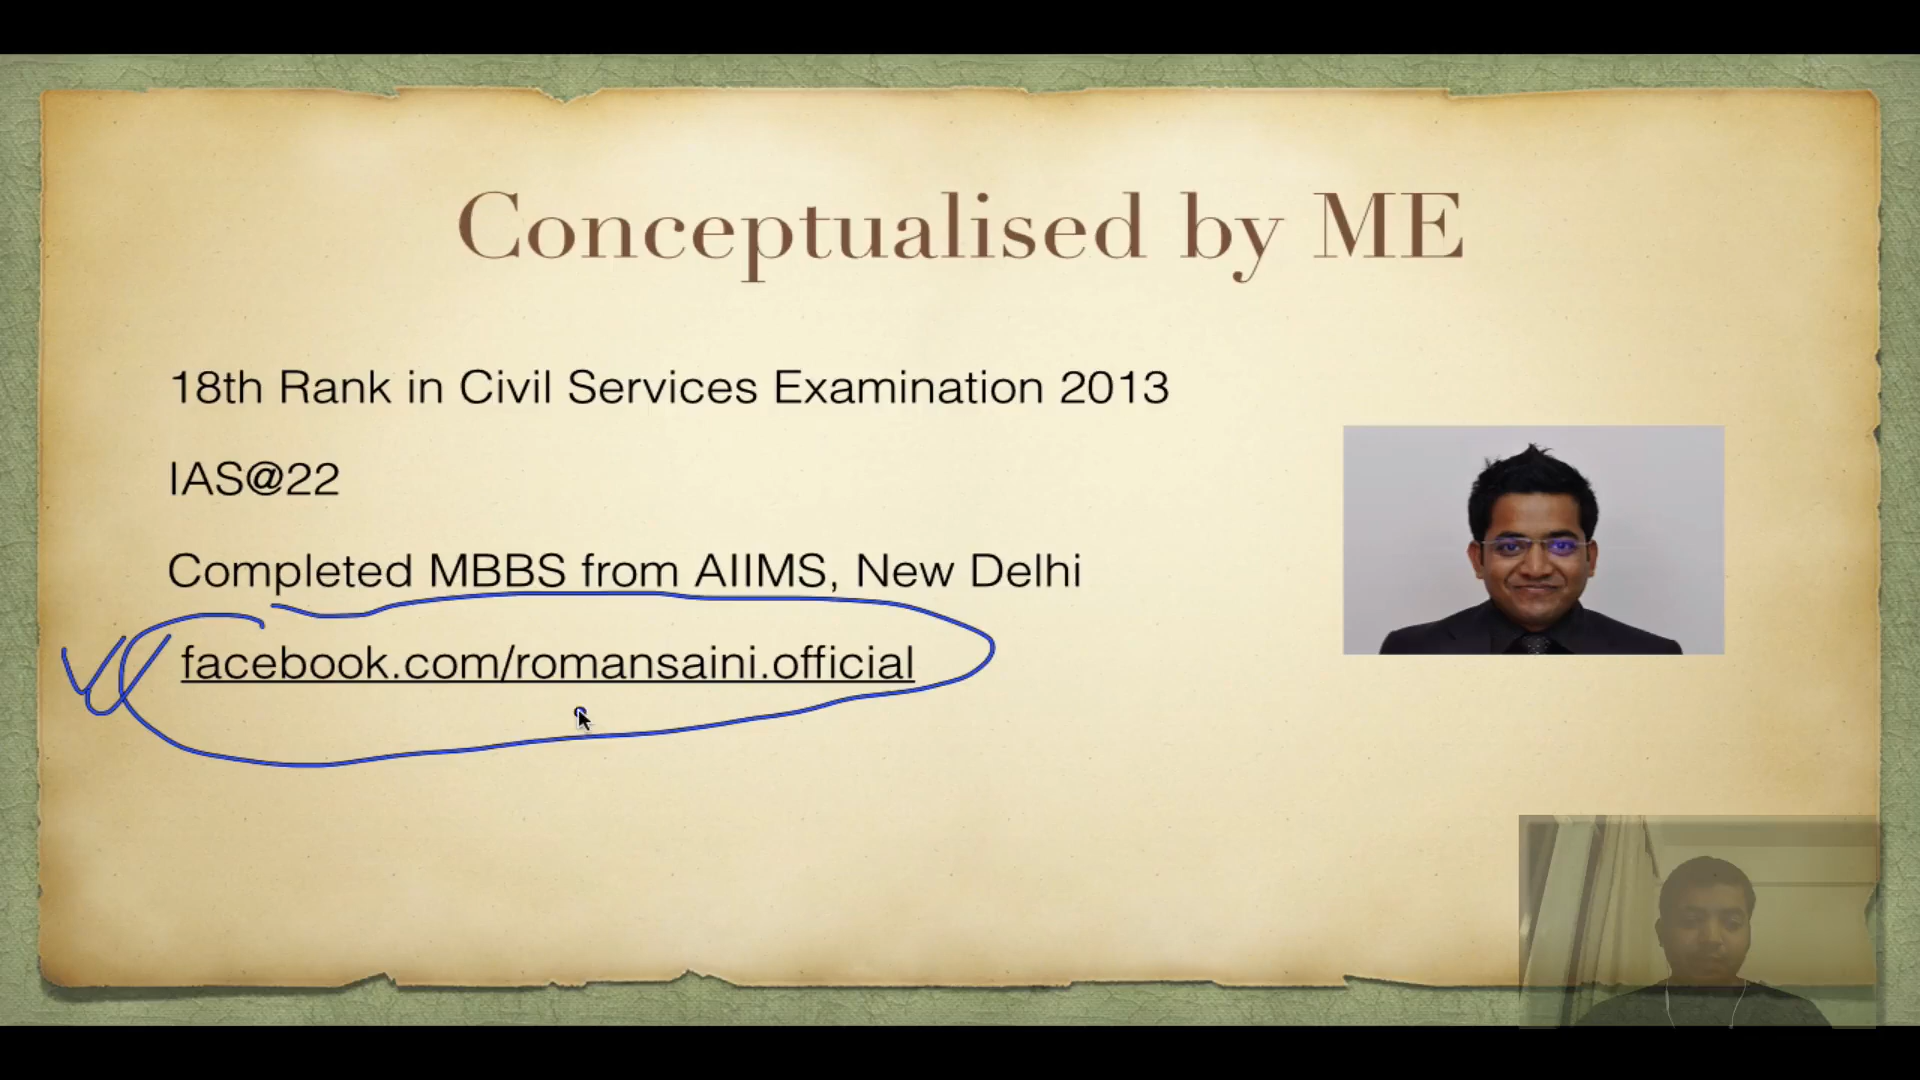 Conceptualised by ME
18th Rank in Civil Services Examination 2013
IAS@22
Completed MBBS from AIIMS, New Delhi
facebook.com/romansaini.official